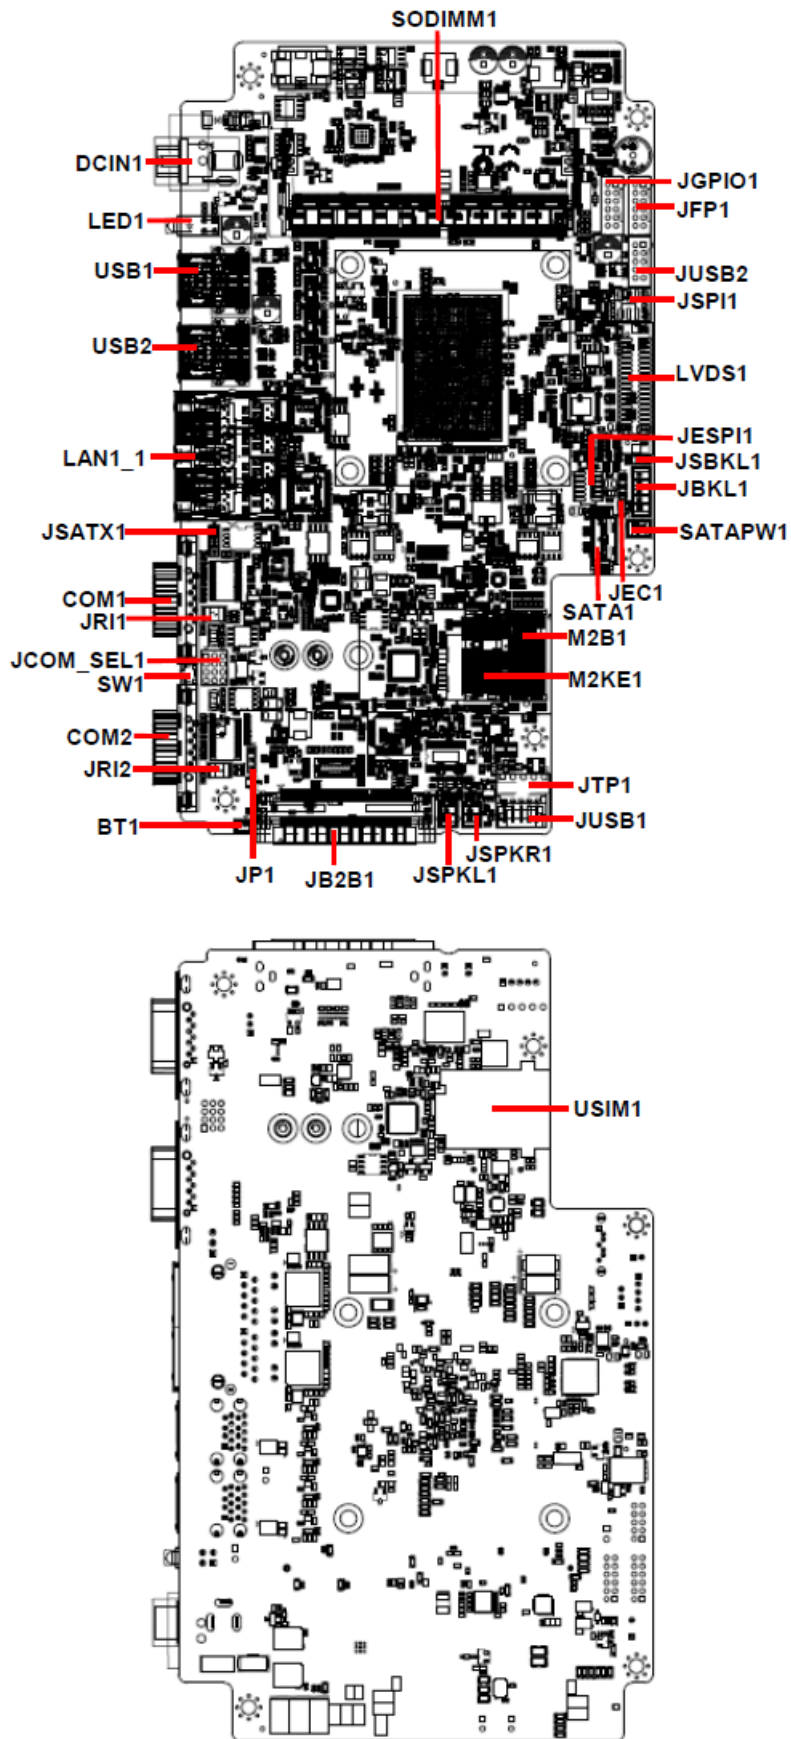 SODIMM1
DCIN1
JGPIO1
LED1
JFP1
USB1
JUSB2
JSPI1
USB2
LVDS1
JESPI1
LAN1_1
JSBKL1
JBKL1
JSATX1
SATAPW1
JEC1
COM1
SATA1
JRI1
M2B1
JCOM_SEL1
SW1
M2KE1
COM2
JRI2
JTP1
BT1
JUSB1
JSPKR1
JP1
JB2B1
JSPKL1
USIM1